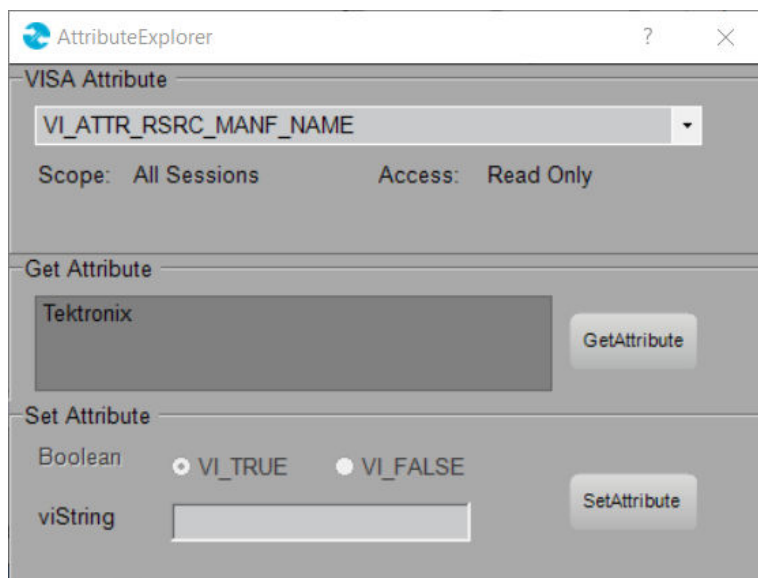 AttributeExplorer ? ×
VISA Attribute
VI_ATTR_RSRC_MANF_NAME
Scope: All Sessions Access: Read Only
Get Attribute
Tektronix
GetAttribute
Set Attribute
Boolean VI_TRUE VI_FALSE
viString
SetAttribute